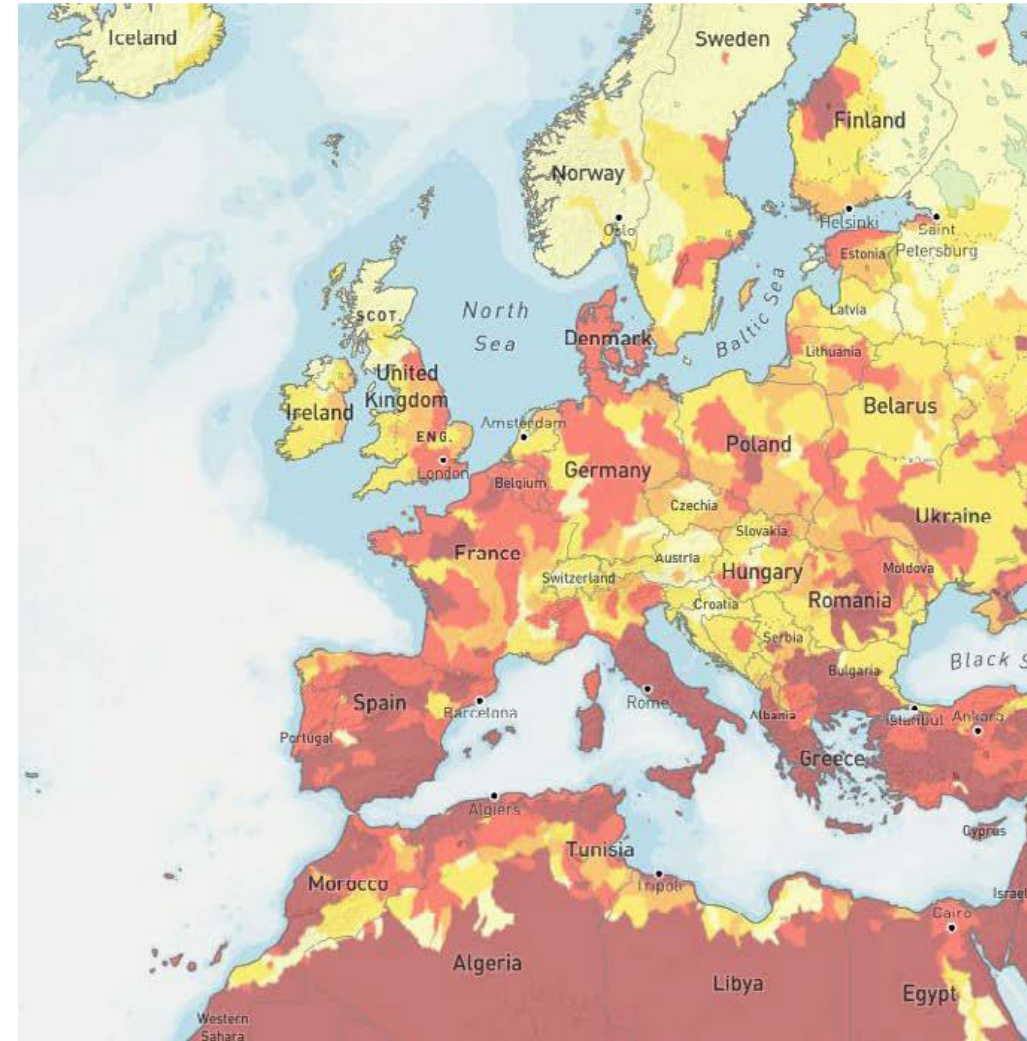 Iceland
Sweden
Finland
Norway
Oslo
Helsinki
Saint
Petersburg
Estonia
North
Sea
Baltic Sea
Latvia
SCOT.
Denmark
Lithuania
United
Kingdom
Ireland
Belarus
Amsterdam
ENG.
Poland
London
Germany
Belgium
Czechia
Ukraine
Slovakia
France
Austria
Moldova
Switzerland
Hungary
Romania
Croatia
Serbia
Black S
Bulgaria
Spain
Rome
Barcelona
Albania
Istanbul
Ankara
Portugal
Greece
Algiers
Cyprus
Tunisia
Morocco
Tripoli
Israel
Cairo
Algeria
Libya
Egypt
Western
Sahara